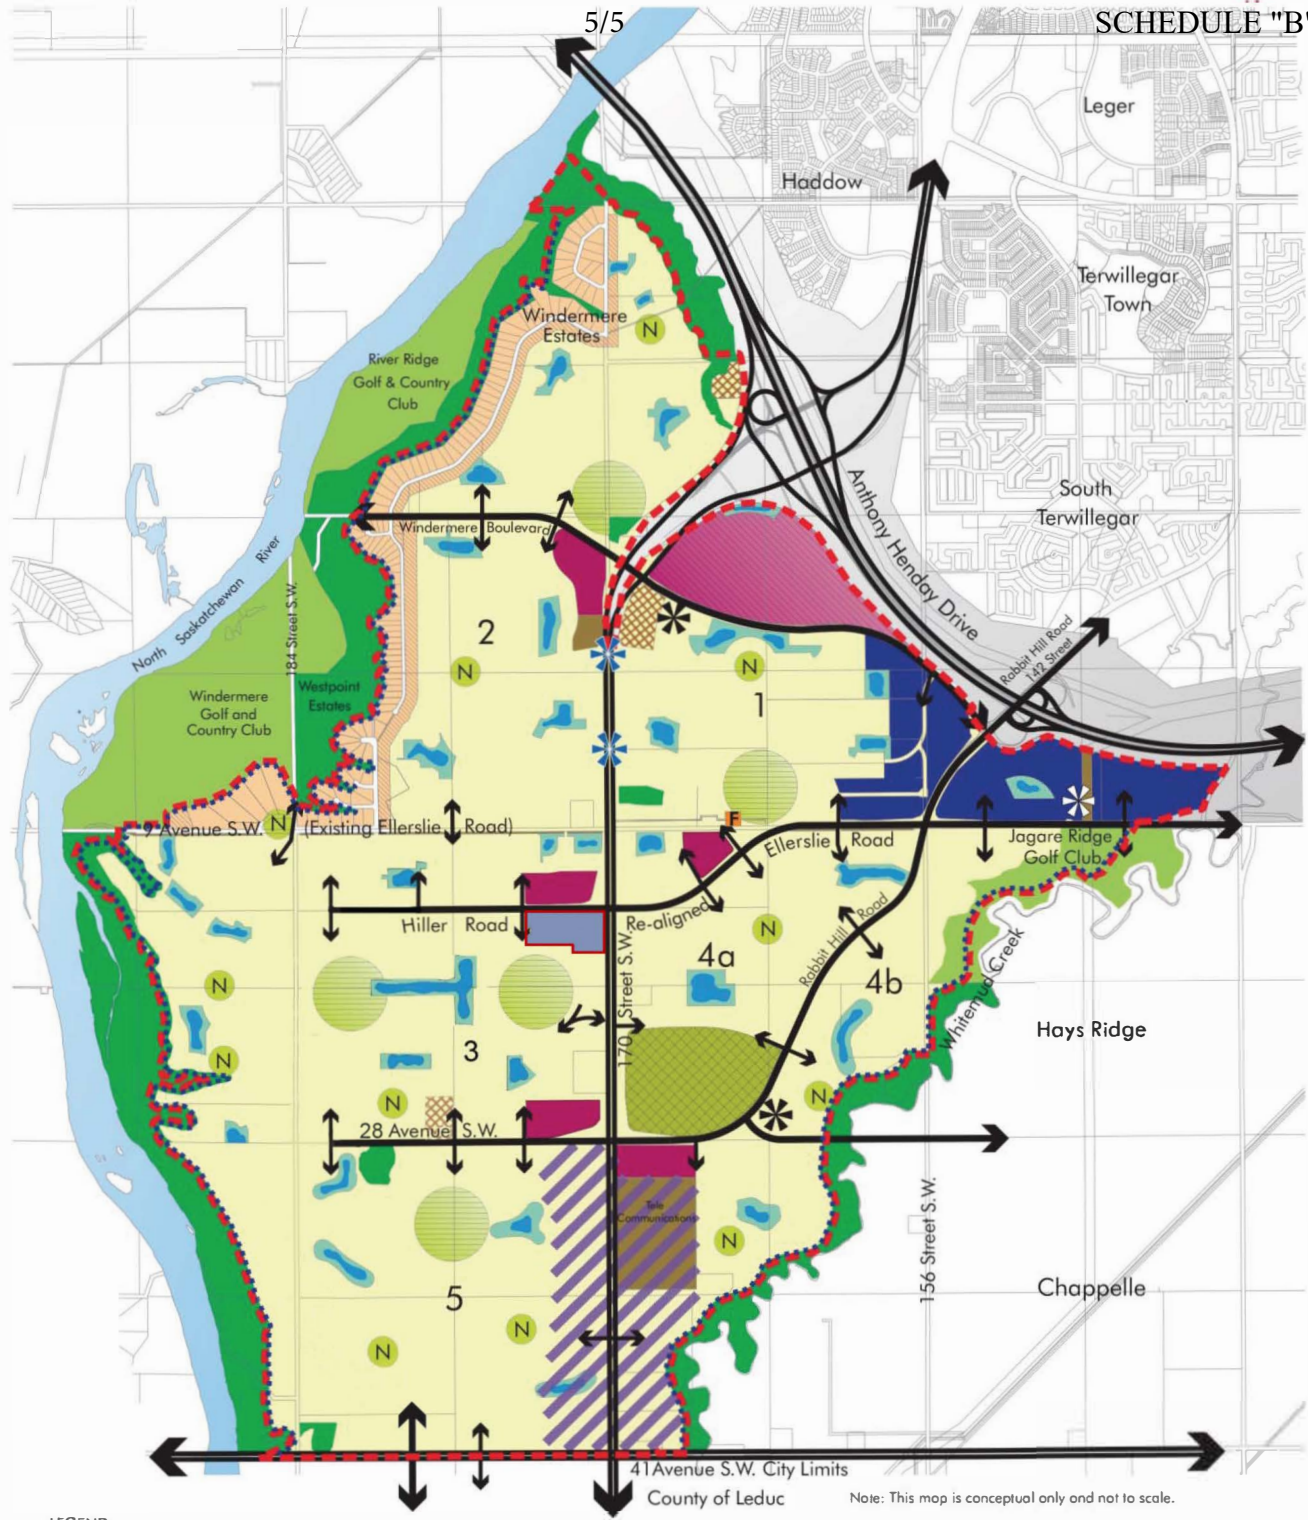 5/5
SCHEDULE "B"
Leger
Haddow
Terwillegar
Town
Windermere
Estates
N
River Ridge
Golf & Country
Club
Anthony Henday Drive
South
Terwillegar
Windermere Boulevard
North Saskatchewan River
184 Street S.W.
2
N
N
1
Rabbit Hill Road
142 Street
Westpoint
Estates
Windermere
Golf and
Country Club
9 Avenue S.W.
N
(Existing Ellerslie Road)
F
Ellerslie Road
Jagare Ridge
Golf Club
Hiller Road
Re-aligned
N
170 Street S.W.
4a
Rabbit Hill Road
4b
Whitemud Creek
N
Hays Ridge
3
N
N
N
28 Avenue S.W.
Tele
Communications
N
156 Street S.W.
Chappelle
5
N
N
41 Avenue S.W. City Limits
County of Leduc
Note: This map is conceptual only and not to scale.